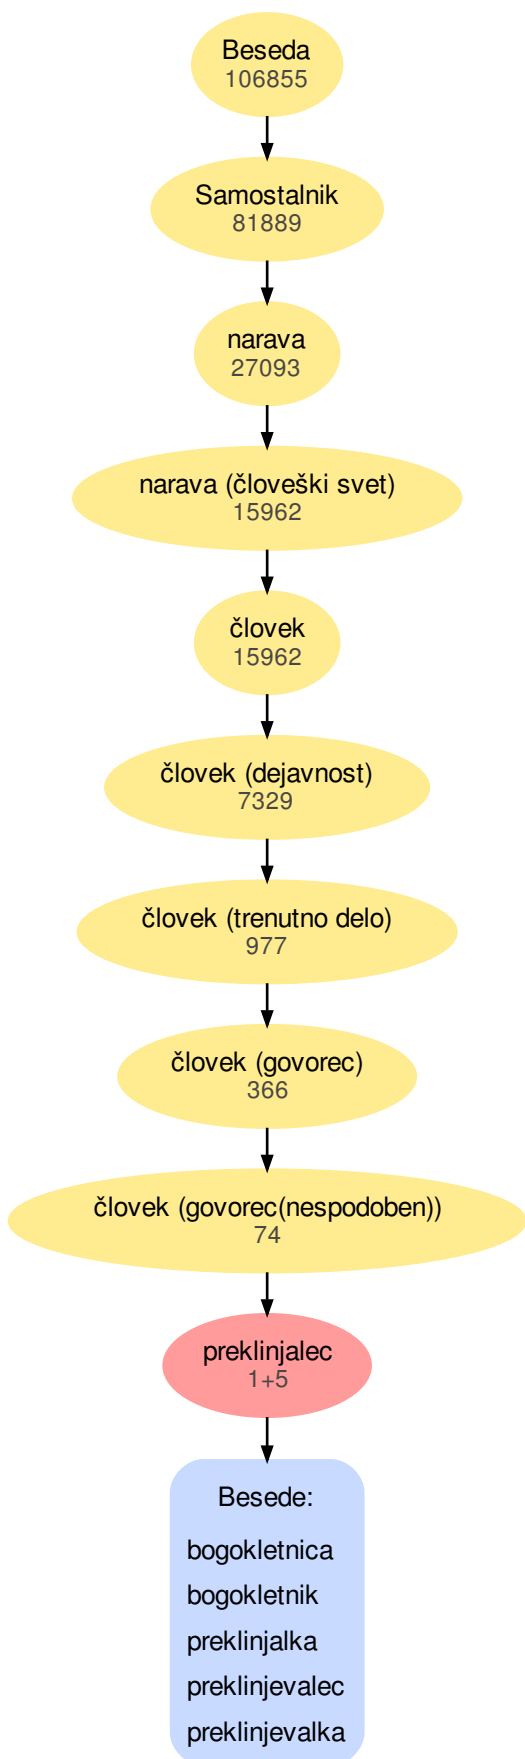 Beseda
106855
Samostalnik
81889
narava
27093
narava (človeški svet)
15962
človek
15962
človek (dejavnost)
7329
človek (trenutno delo)
977
človek (govorec)
366
človek (govorec(nespodoben))
74
preklinjalec
1+5
Besede:
bogokletnica
bogokletnik
preklinjalka
preklinjevalec
preklinjevalka